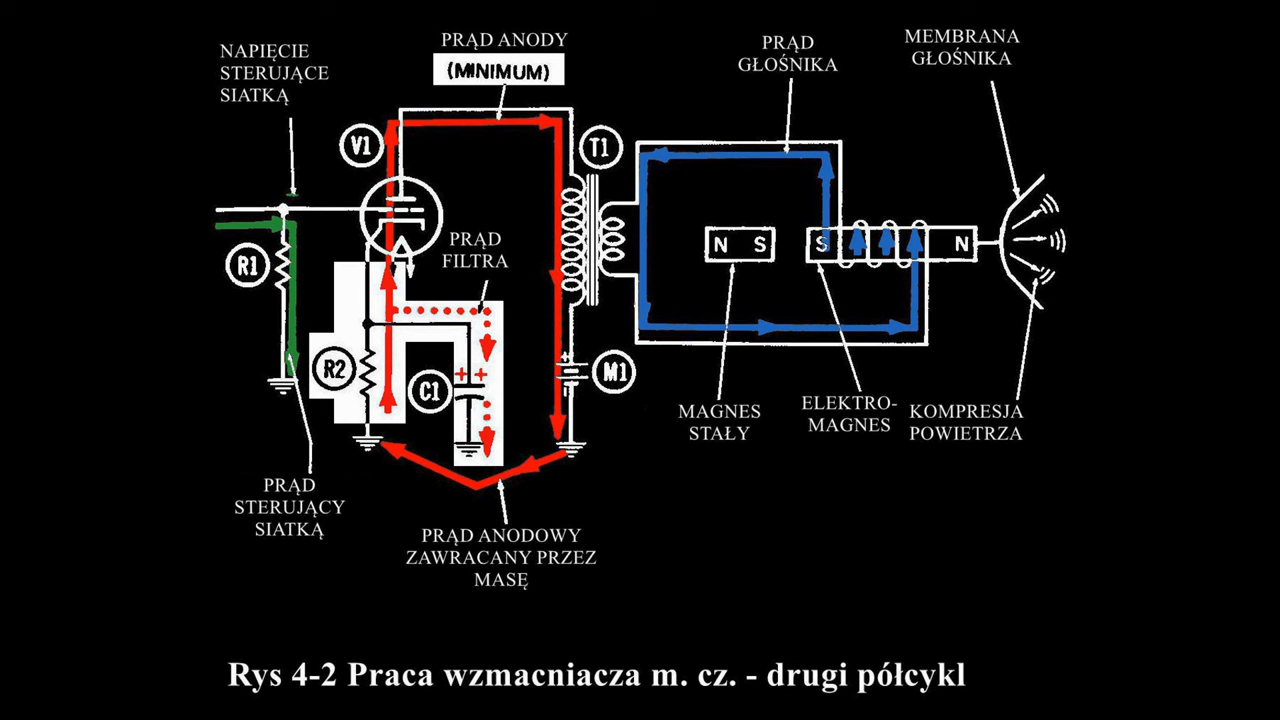 NAPIĘCIE
STERUJĄCE
SIATKĄ
PRĄD ANODY
(MINIMUM)
PRĄD
GŁOŚNIKA
MEMBRANA
GŁOŚNIKA
V1
T1
R1
PRĄD
FILTRA
N S
S N
R2
C1
+ +
+
M1
MAGNES
STAŁY
ELEKTRO-
MAGNES
KOMPRESJA
POWIETRZA
PRĄD
STERUJĄCY
SIATKĄ
PRĄD ANODOWY
ZAWRACANY PRZEZ
MASĘ
Rys 4-2 Praca wzmacniacza m. cz. - drugi półcykl